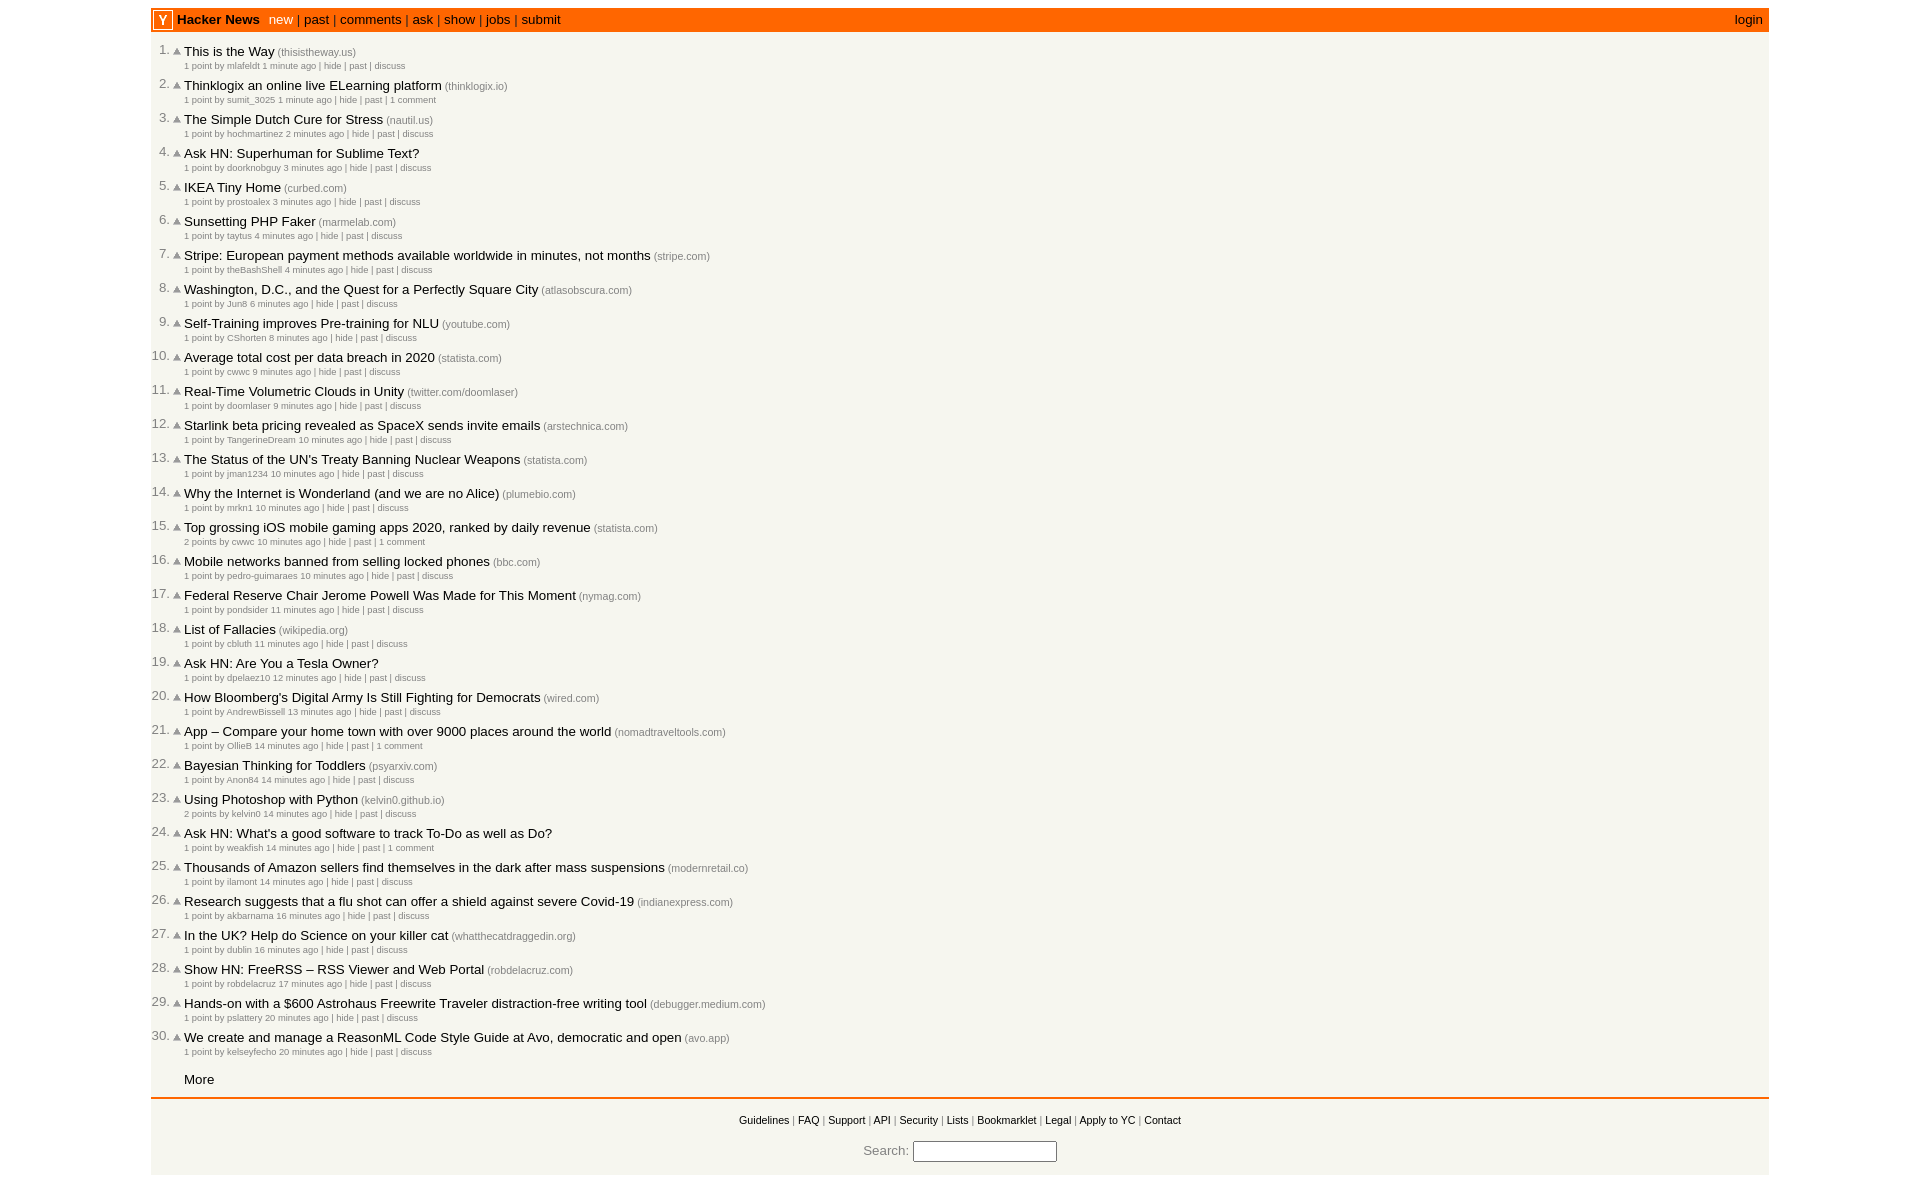 Y Hacker News new | past | comments | ask | show | jobs | submit login
1. This is the Way (thisistheway.us)
1 point by mlafeldt 1 minute ago | hide | past | discuss
2. Thinklogix an online live ELearning platform (thinklogix.io)
1 point by sumit_3025 1 minute ago | hide | past | 1 comment
3. The Simple Dutch Cure for Stress (nautil.us)
1 point by hochmartinez 2 minutes ago | hide | past | discuss
4. Ask HN: Superhuman for Sublime Text?
1 point by doorknobguy 3 minutes ago | hide | past | discuss
5. IKEA Tiny Home (curbed.com)
1 point by prostoalex 3 minutes ago | hide | past | discuss
6. Sunsetting PHP Faker (marmelab.com)
1 point by taytus 4 minutes ago | hide | past | discuss
7. Stripe: European payment methods available worldwide in minutes, not months (stripe.com)
1 point by theBashShell 4 minutes ago | hide | past | discuss
8. Washington, D.C., and the Quest for a Perfectly Square City (atlasobscura.com)
1 point by Jun8 6 minutes ago | hide | past | discuss
9. Self-Training improves Pre-training for NLU (youtube.com)
1 point by CShorten 8 minutes ago | hide | past | discuss
10. Average total cost per data breach in 2020 (statista.com)
1 point by cwwc 9 minutes ago | hide | past | discuss
11. Real-Time Volumetric Clouds in Unity (twitter.com/doomlaser)
1 point by doomlaser 9 minutes ago | hide | past | discuss
12. Starlink beta pricing revealed as SpaceX sends invite emails (arstechnica.com)
1 point by TangerineDream 10 minutes ago | hide | past | discuss
13. The Status of the UN's Treaty Banning Nuclear Weapons (statista.com)
1 point by jman1234 10 minutes ago | hide | past | discuss
14. Why the Internet is Wonderland (and we are no Alice) (plumebio.com)
1 point by mrkn1 10 minutes ago | hide | past | discuss
15. Top grossing iOS mobile gaming apps 2020, ranked by daily revenue (statista.com)
2 points by cwwc 10 minutes ago | hide | past | 1 comment
16. Mobile networks banned from selling locked phones (bbc.com)
1 point by pedro-guimaraes 10 minutes ago | hide | past | discuss
17. Federal Reserve Chair Jerome Powell Was Made for This Moment (nymag.com)
1 point by pondsider 11 minutes ago | hide | past | discuss
18. List of Fallacies (wikipedia.org)
1 point by cbluth 11 minutes ago | hide | past | discuss
19. Ask HN: Are You a Tesla Owner?
1 point by dpelaez10 12 minutes ago | hide | past | discuss
20. How Bloomberg's Digital Army Is Still Fighting for Democrats (wired.com)
1 point by AndrewBissell 13 minutes ago | hide | past | discuss
21. App – Compare your home town with over 9000 places around the world (nomadtraveltools.com)
1 point by OllieB 14 minutes ago | hide | past | 1 comment
22. Bayesian Thinking for Toddlers (psyarxiv.com)
1 point by Anon84 14 minutes ago | hide | past | discuss
23. Using Photoshop with Python (kelvin0.github.io)
2 points by kelvin0 14 minutes ago | hide | past | discuss
24. Ask HN: What's a good software to track To-Do as well as Do?
1 point by weakfish 14 minutes ago | hide | past | 1 comment
25. Thousands of Amazon sellers find themselves in the dark after mass suspensions (modernretail.co)
1 point by ilamont 14 minutes ago | hide | past | discuss
26. Research suggests that a flu shot can offer a shield against severe Covid-19 (indianexpress.com)
1 point by akbarnama 16 minutes ago | hide | past | discuss
27. In the UK? Help do Science on your killer cat (whatthecatdraggedin.org)
1 point by dublin 16 minutes ago | hide | past | discuss
28. Show HN: FreeRSS – RSS Viewer and Web Portal (robdelacruz.com)
1 point by robdelacruz 17 minutes ago | hide | past | discuss
29. Hands-on with a $600 Astrohaus Freewrite Traveler distraction-free writing tool (debugger.medium.com)
1 point by pslattery 20 minutes ago | hide | past | discuss
30. We create and manage a ReasonML Code Style Guide at Avo, democratic and open (avo.app)
1 point by kelseyfecho 20 minutes ago | hide | past | discuss
More
Guidelines | FAQ | Support | API | Security | Lists | Bookmarklet | Legal | Apply to YC | Contact
Search: